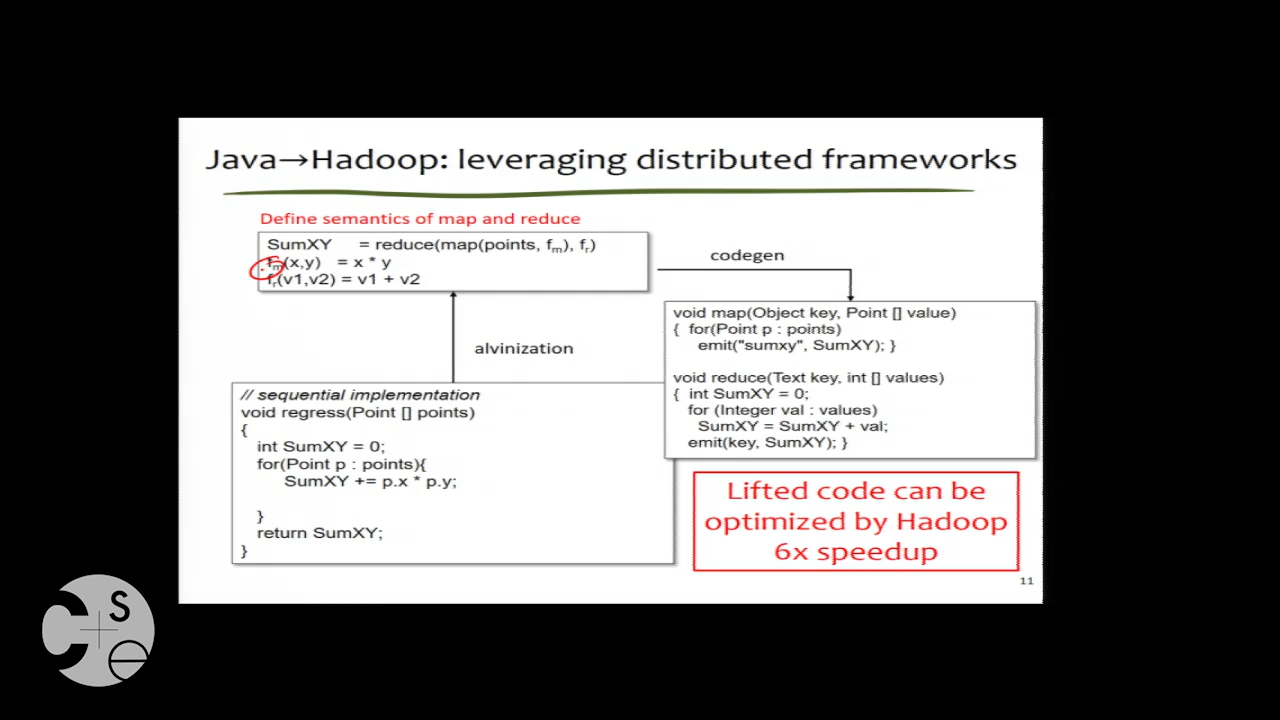 Java→Hadoop: leveraging distributed frameworks
Define semantics of map and reduce
SumXY = reduce(map(points, fm), fr)
fm(x,y) = x * y
fr(v1,v2) = v1 + v2
codegen
void map(Object key, Point [] value)
{ for(Point p : points)
emit("sumxy", SumXY); }
void reduce(Text key, int [] values)
{ int SumXY = 0;
for (Integer val : values)
SumXY = SumXY + val;
emit(key, SumXY); }
alvinization
// sequential implementation
void regress(Point [] points)
{
int SumXY = 0;
for(Point p : points){
SumXY += p.x * p.y;
}
return SumXY;
}
Lifted code can be
optimized by Hadoop
6x speedup
11
C S e